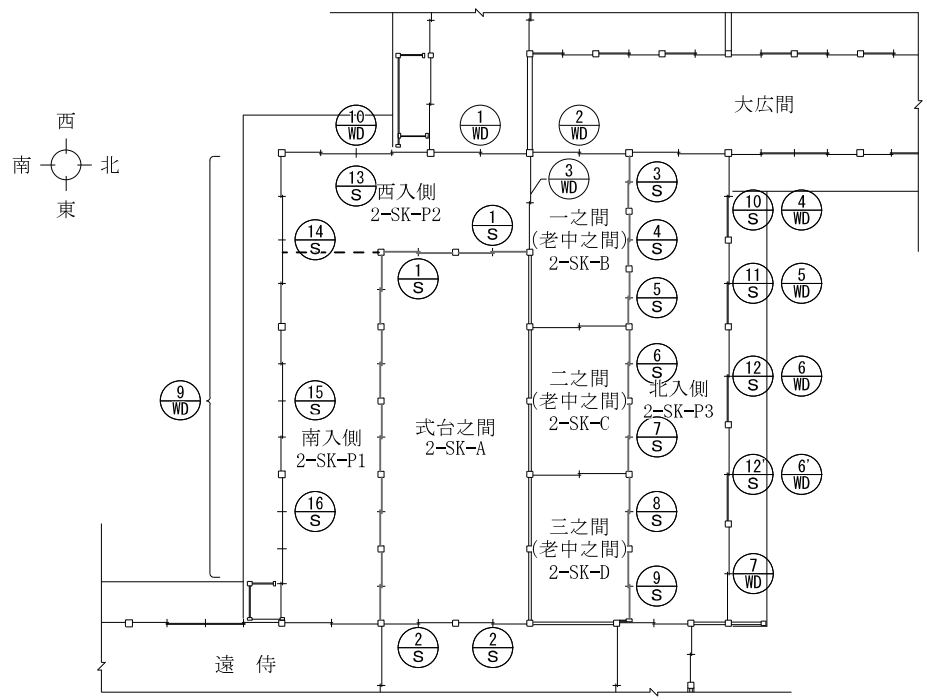 大広間
西
南
北
東
10
WD
1
WD
2
WD
3
WD
13
S
西入側
2-SK-P2
1
S
一之間
(老中之間)
2-SK-B
3
S
10
S
4
WD
14
S
4
S
1
S
5
S
11
S
5
WD
9
WD
15
S
南入側
2-SK-P1
16
S
式台之間
2-SK-A
二之間
(老中之間)
2-SK-C
6
S
北入側
2-SK-P3
7
S
12
S
6
WD
12'
S
6'
WD
三之間
(老中之間)
2-SK-D
8
S
9
S
7
WD
遠侍
2
S
2
S